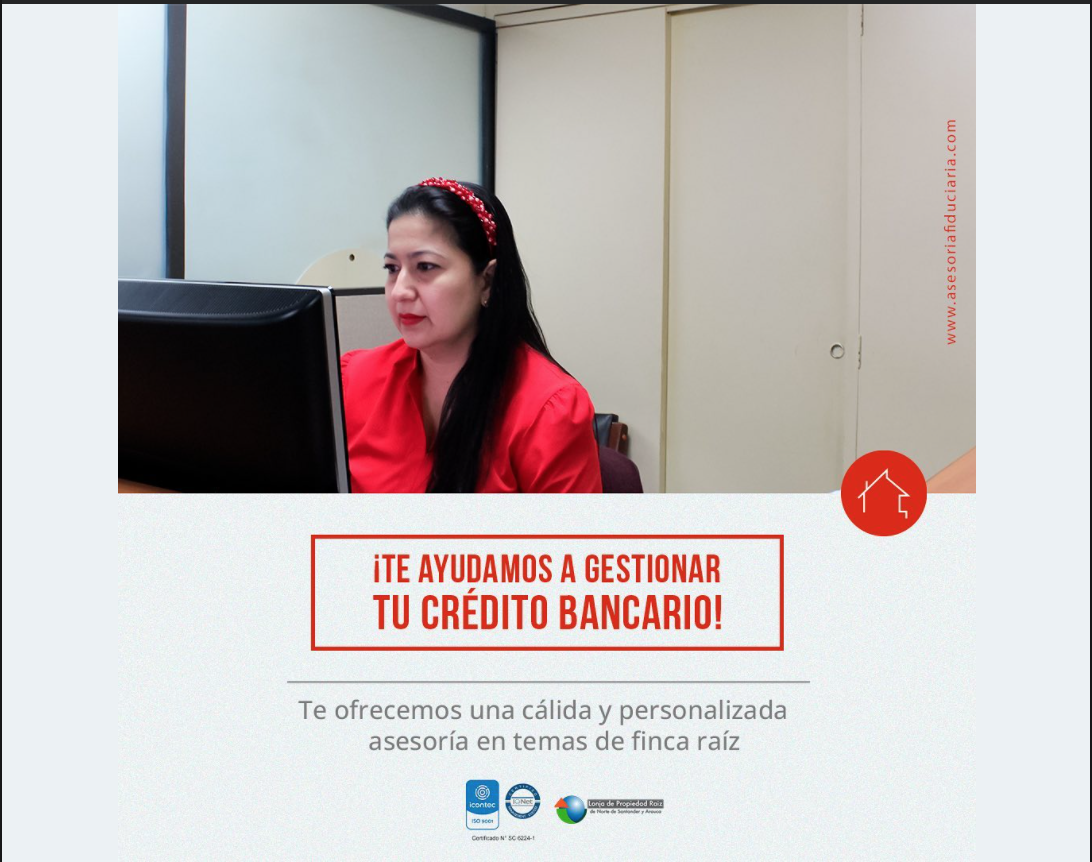 www.asesoriafiduciaria.com
¡TE AYUDAMOS A GESTIONAR
TU CRÉDITO BANCARIO!
Te ofrecemos una cálida y personalizada
asesoría en temas de finca raíz
icontec
ISO 9001
IQNet
Lonja de Propiedad Raíz
de Norte de Santander y Arauca
Certificado N° SC 6224-1